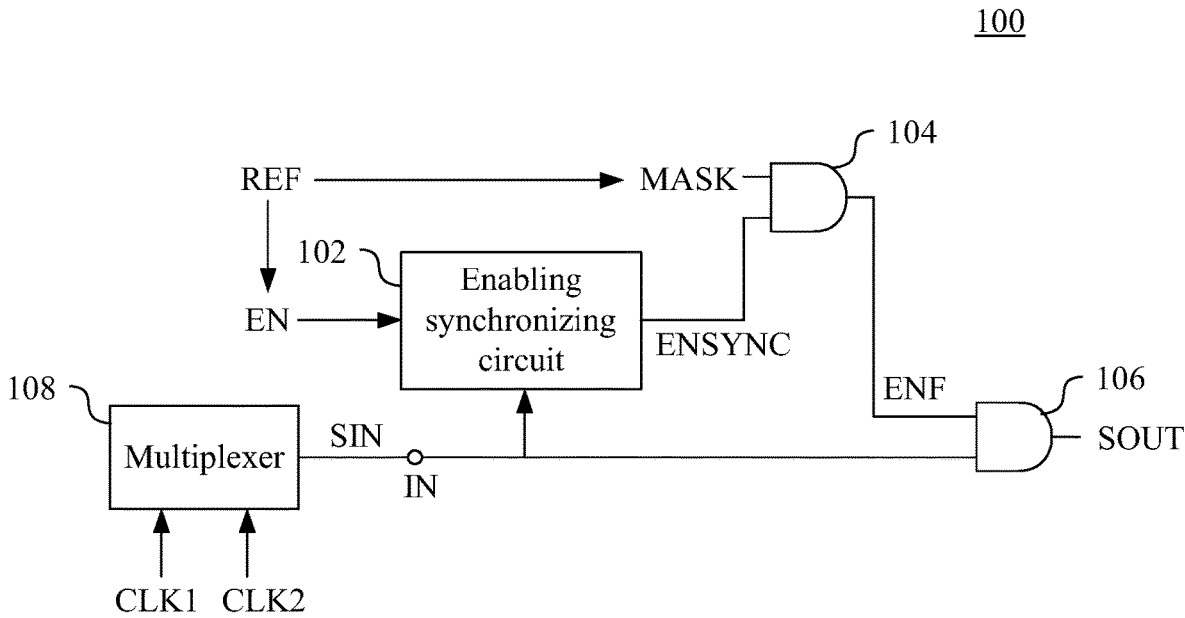 100
104
REF
MASK
102
Enabling
synchronizing
circuit
EN
ENSYNC
108
106
ENF
Multiplexer
SIN
IN
SOUT
CLK1
CLK2